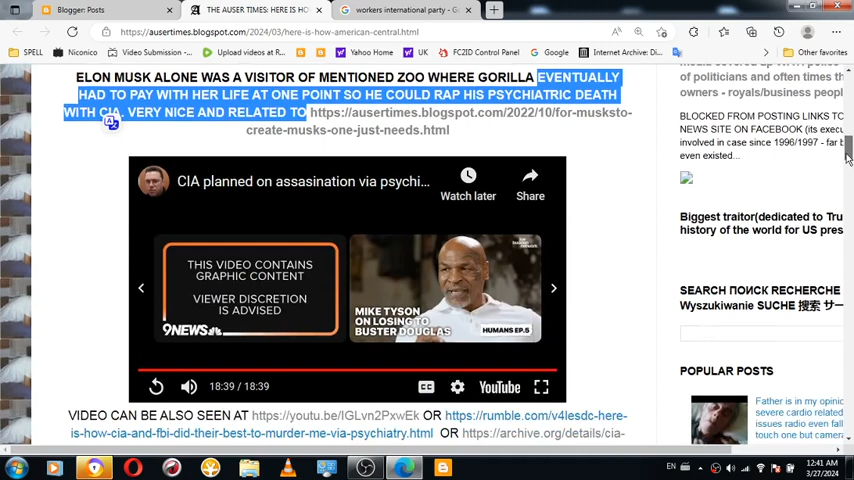 Blogger: Posts
THE AUSER TIMES: HERE IS HO
workers international party - G
https://ausertimes.blogspot.com/2024/03/here-is-how-american-central.html
SPELL
Niconico
Video Submission -...
Upload videos at r...
Blog
Yahoo Home
UK
FC2ID Control Panel
Google
Internet Archive: Di...
Other favorites
ELON MUSK ALONE WAS A VISITOR OF MENTIONED ZOO WHERE GORILLA EVENTUALLY
HAD TO PAY WITH HER LIFE AT ONE POINT SO HE COULD RAP HIS PSYCHIATRIC DEATH
WITH CIA. VERY NICE AND RELATED TO https://ausertimes.blogspot.com/2022/10/for-musksto-
create-musks-one-just-needs.html
CIA planned on assasination via psychi...
Watch later
Share
THIS VIDEO CONTAINS
GRAPHIC CONTENT
VIEWER DISCRETION
IS ADVISED
9NEWS
MIKE TYSON
ON LOSING TO
BUSTER DOUGLAS
HUMANS EP.5
18:39 / 18:39
CC
YouTube
VIDEO CAN BE ALSO SEEN AT https://youtu.be/IGLvn2PxwEk OR https://rumble.com/v4lesdc-here-
is-how-cia-and-fbi-did-their-best-to-murder-me-via-psychiatry.html OR https://archive.org/details/cia-
of politicians and often times th
owners - royals/business peopl
BLOCKED FROM POSTING LINKS TO
NEWS SITE ON FACEBOOK (its execu
involved in case since 1996/1997 - far b
even existed...
Biggest traitor(dedicated to Tru
history of the world for US pres
SEARCH ПОИСК RECHERCHE
Wyszukiwanie SUCHE 搜索 サー
POPULAR POSTS
Father is in my opinio
severe cardio related
issues radio even fall
touch one but camera
EN
12:41 AM
3/27/2024